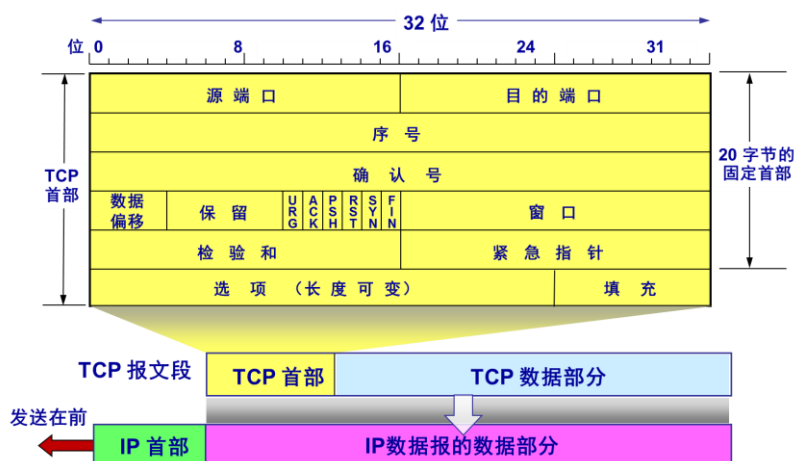 32 位
位 0 8 16 24 31
源 端 口 目 的 端 口
序 号
TCP
首部
20 字节的
固定首部
确 认 号
数据
偏移
保 留
URG
ACK
PSH
RST
SYN
FIN
窗 口
检 验 和 紧 急 指 针
选 项 （长 度 可 变） 填 充
TCP 报文段 TCP 首部 TCP 数据部分
发送在前
IP 首部 IP数据报的数据部分